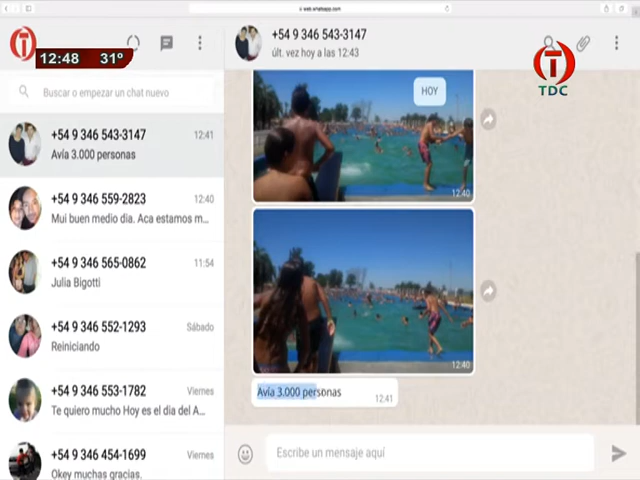 web.whatsapp.com
12:48 31º
T
TDC
+54 9 346 543-3147
últ. vez hoy a las 12:43
Buscar o empezar un chat nuevo
+54 9 346 543-3147 12:41
Avía 3.000 personas
+54 9 346 559-2823 12:40
Mui buen medio dia. Aca estamos m...
+54 9 346 565-0862 11:54
Julia Bigotti
+54 9 346 552-1293 Sábado
Reiniciando
+54 9 346 553-1782 Viernes
Te quiero mucho Hoy es el dia del A...
+54 9 346 454-1699 Viernes
Okey muchas gracias.
HOY
12:40
12:40
Avía 3.000 personas 12:41
Escribe un mensaje aquí